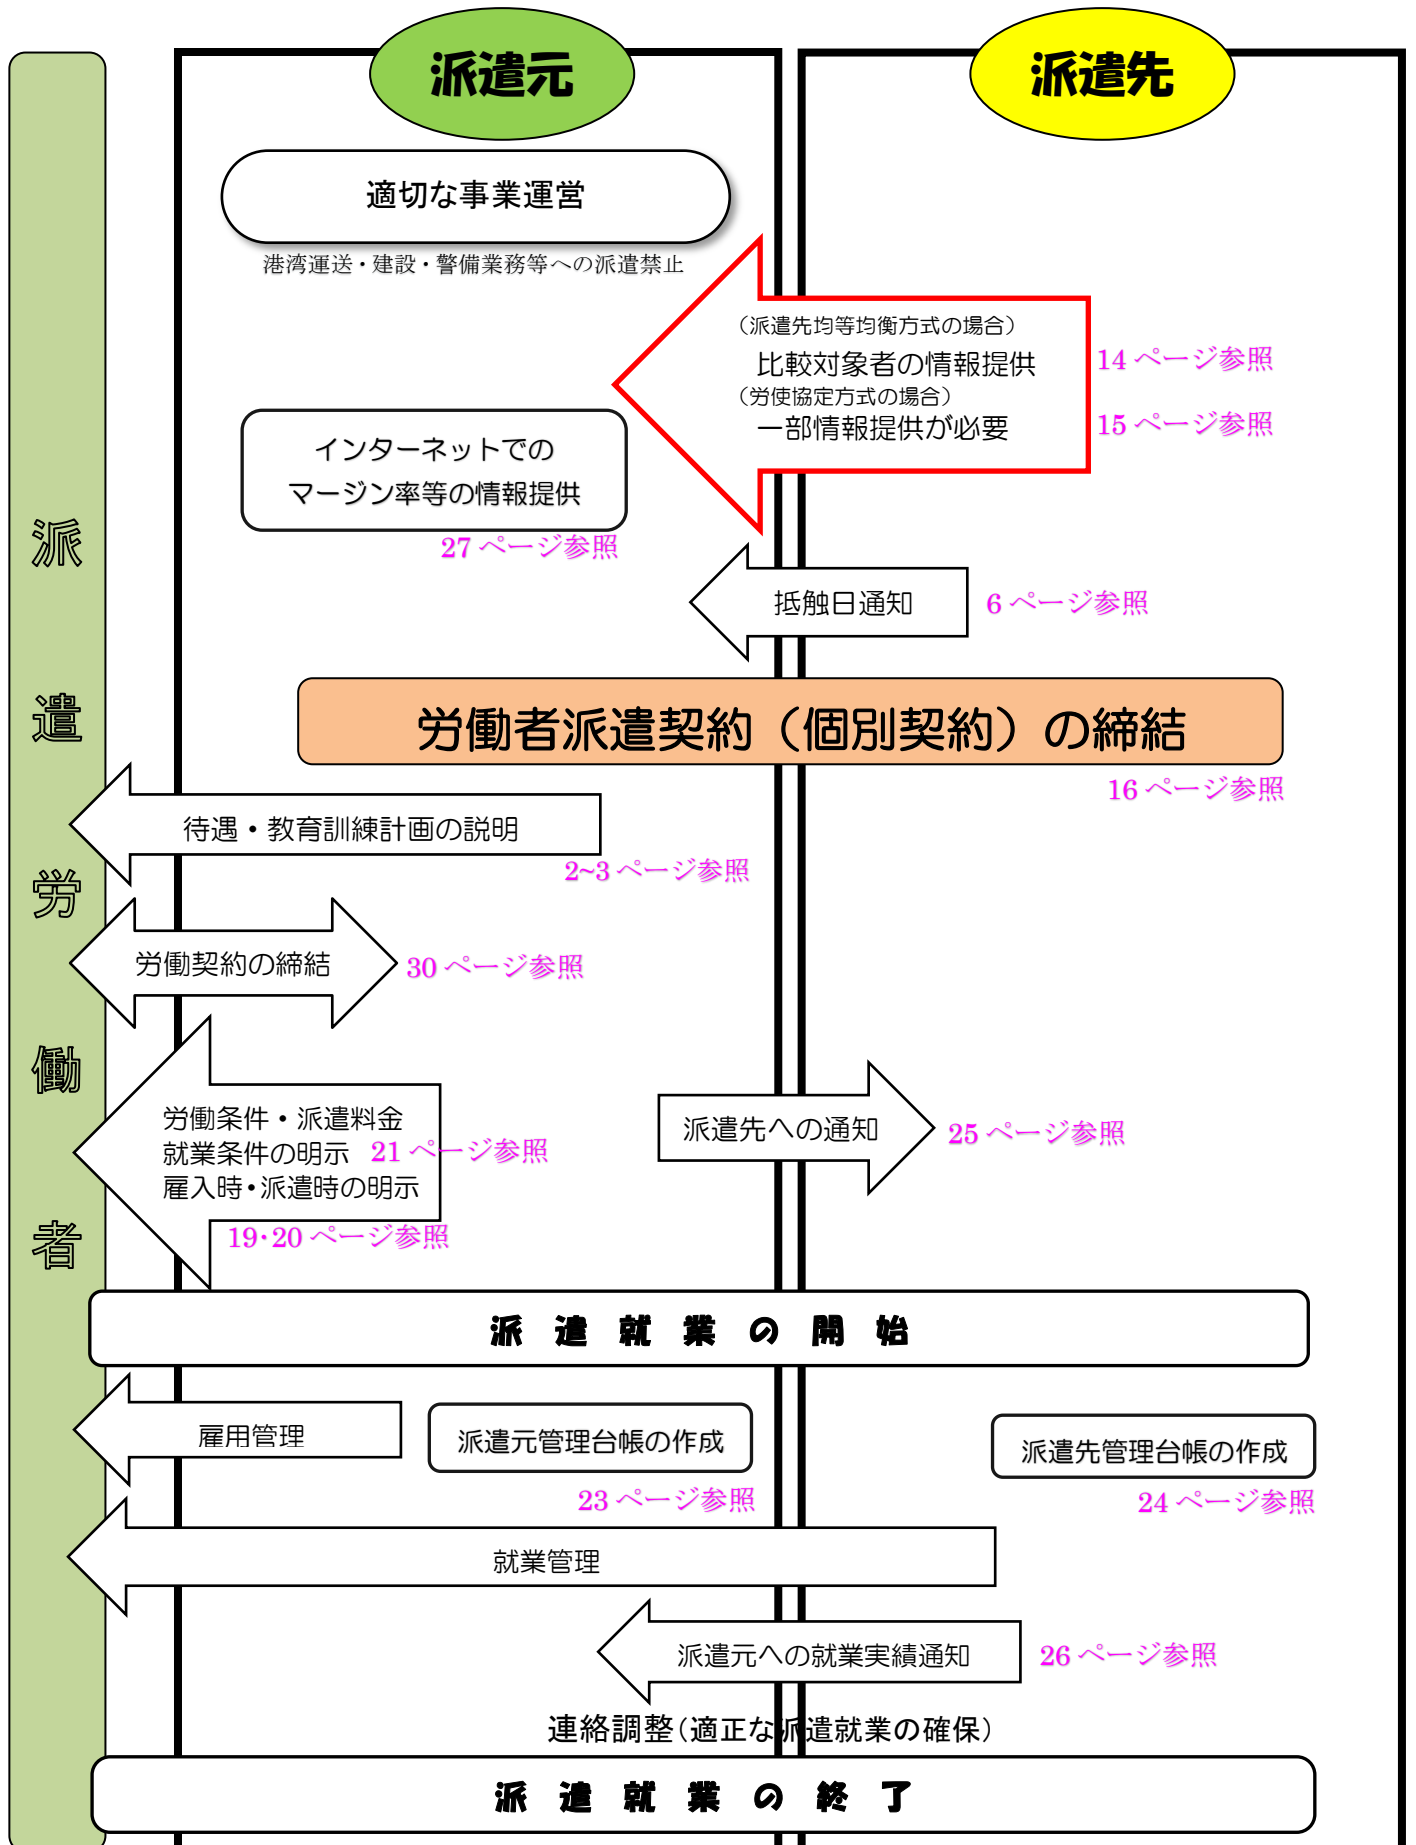 派遣元
派遣先
適切な事業運営
港湾運送・建設・警備業務等への派遣禁止
（派遣先均等均衡方式の場合）
比較対象者の情報提供
14 ページ参照
（労使協定方式の場合）
一部情報提供が必要
15 ページ参照
インターネットでの
マージン率等の情報提供
27 ページ参照
抵触日通知
6 ページ参照
派遣労働者
労働者派遣契約（個別契約）の締結
16 ページ参照
待遇・教育訓練計画の説明
2~3 ページ参照
労働契約の締結
30 ページ参照
労働条件・派遣料金
就業条件の明示
21 ページ参照
雇入時・派遣時の明示
19・20 ページ参照
派遣先への通知
25 ページ参照
派遣就業の開始
雇用管理
派遣元管理台帳の作成
23 ページ参照
派遣先管理台帳の作成
24 ページ参照
就業管理
派遣元への就業実績通知
26 ページ参照
連絡調整（適正な派遣就業の確保）
派遣就業の終了